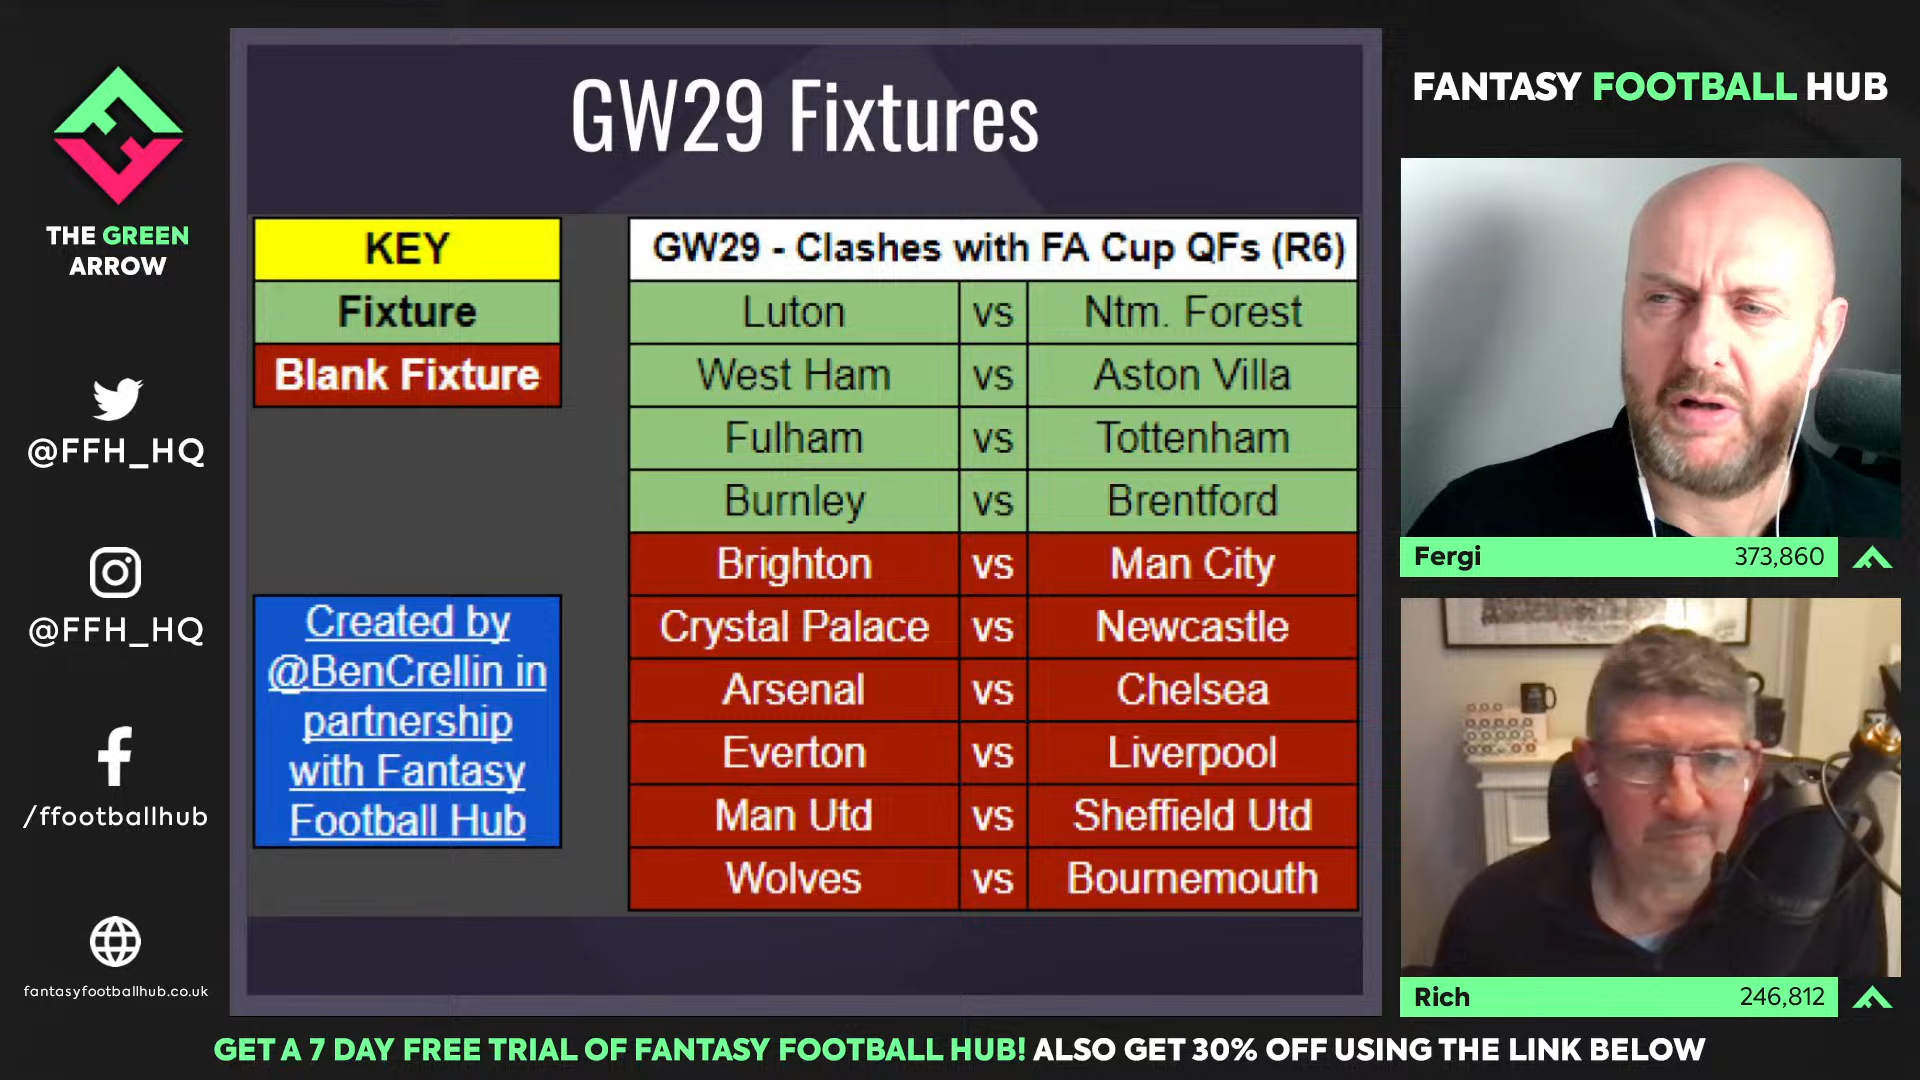 THE GREEN
ARROW
@FFH_HQ
@FFH_HQ
/ffootballhub
fantasyfootballhub.co.uk
GW29 Fixtures
KEY
Fixture
Blank Fixture
Created by
@BenCrellin in
partnership
with Fantasy
Football Hub
GW29 - Clashes with FA Cup QFs (R6)
Luton vs Ntm. Forest
West Ham vs Aston Villa
Fulham vs Tottenham
Burnley vs Brentford
Brighton vs Man City
Crystal Palace vs Newcastle
Arsenal vs Chelsea
Everton vs Liverpool
Man Utd vs Sheffield Utd
Wolves vs Bournemouth
FANTASY FOOTBALL HUB
Fergi 373,860
Rich 246,812
GET A 7 DAY FREE TRIAL OF FANTASY FOOTBALL HUB! ALSO GET 30% OFF USING THE LINK BELOW